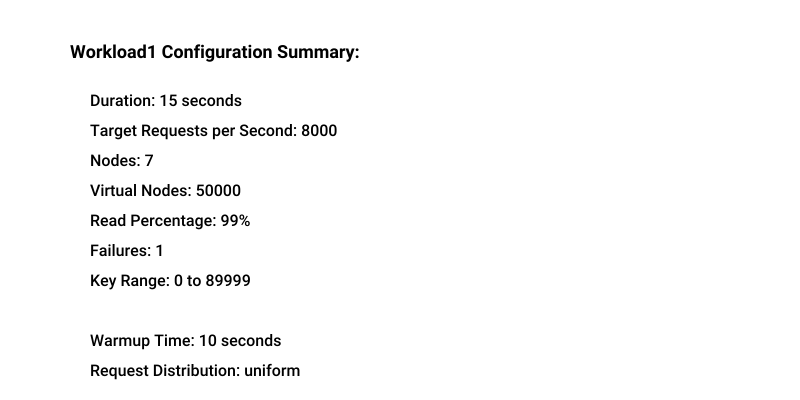 Workload1 Configuration Summary:
Duration: 15 seconds
Target Requests per Second: 8000
Nodes: 7
Virtual Nodes: 50000
Read Percentage: 99%
Failures: 1
Key Range: 0 to 89999
Warmup Time: 10 seconds
Request Distribution: uniform